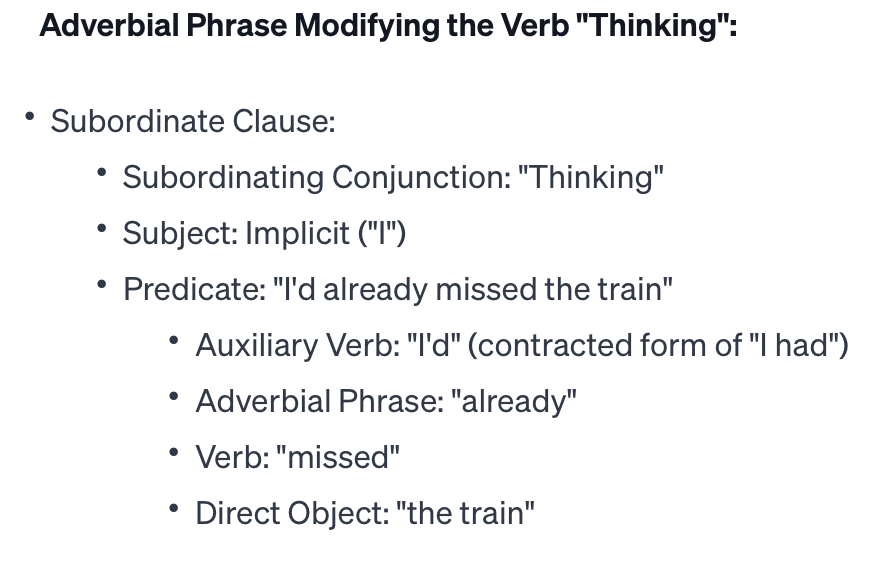 Adverbial Phrase Modifying the Verb "Thinking":
• Subordinate Clause:
• Subordinating Conjunction: "Thinking"
• Subject: Implicit ("I")
• Predicate: "I'd already missed the train"
• Auxiliary Verb: "I'd" (contracted form of "I had")
• Adverbial Phrase: "already"
• Verb: "missed"
• Direct Object: "the train"